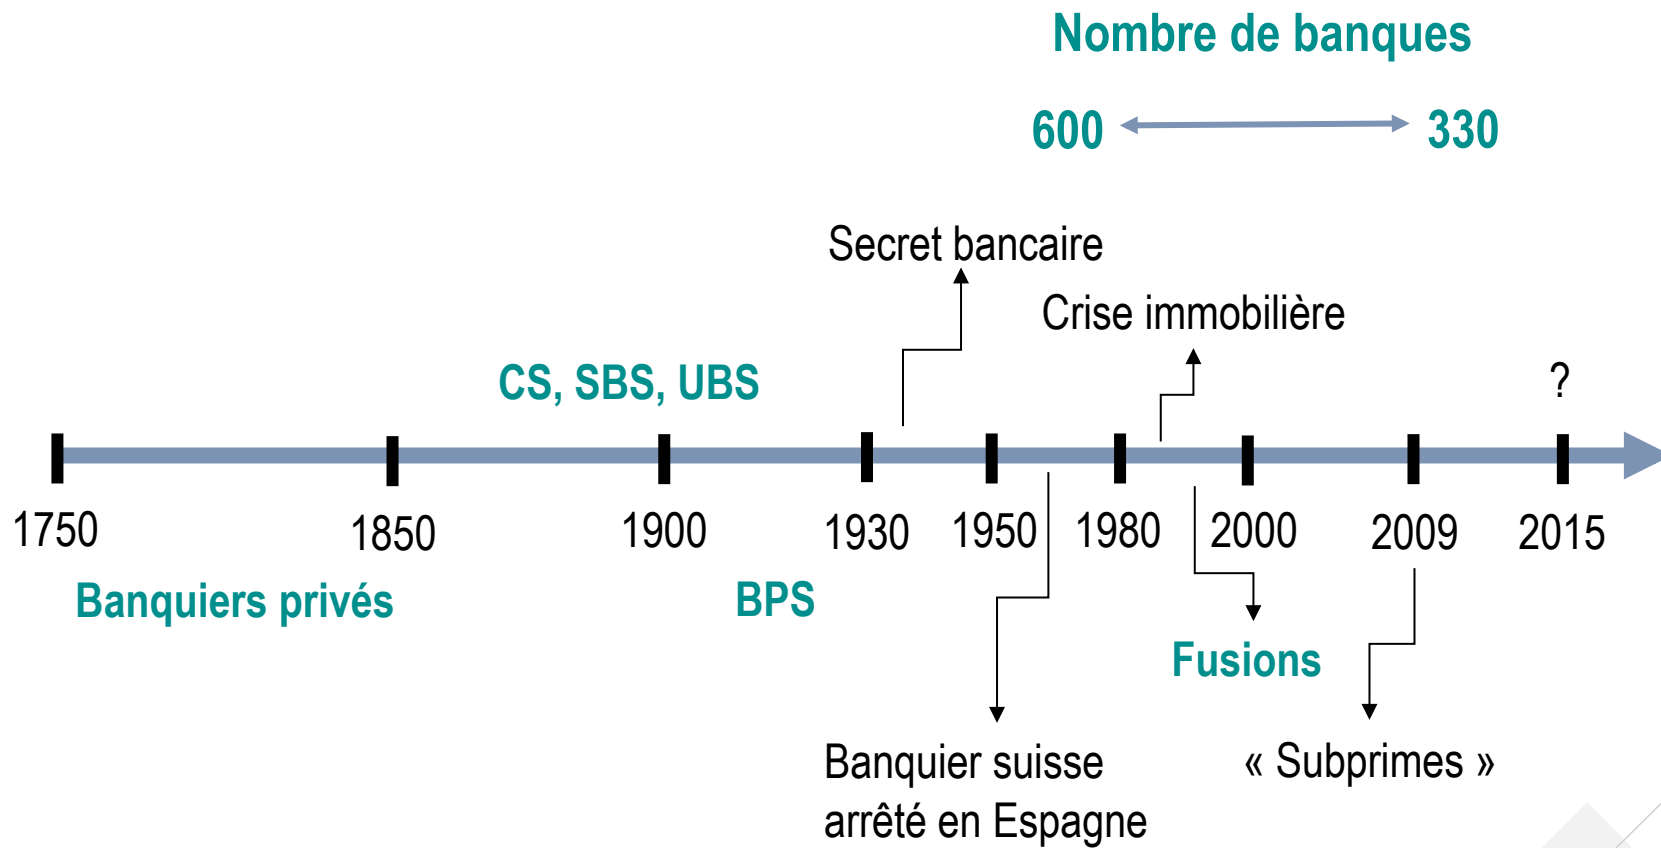 Nombre de banques
600 330
Secret bancaire
Crise immobilière
CS, SBS, UBS
?
1750 1850 1900 1930 1950 1980 2000 2009 2015
Banquiers privés
BPS
Fusions
Banquier suisse
arrêté en Espagne
« Subprimes »